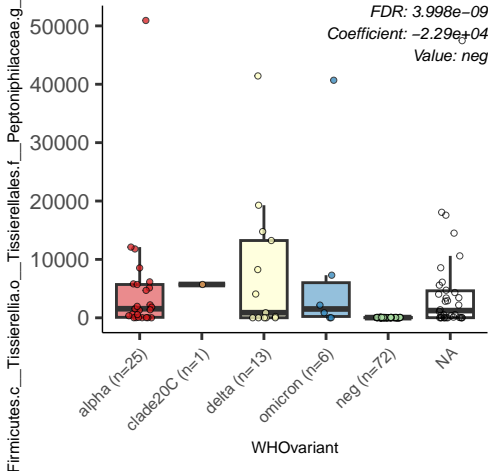 FDR: 3.998e−09
Coefficient: −2.29e+04
Value: neg
Firmicutes.c__Tissierellia.o__Tissierellales.f__Peptoniphilaceae.g_
50000
40000
30000
20000
10000
0
alpha (n=25)
clade20C (n=1)
delta (n=13)
omicron (n=6)
neg (n=72)
NA
WHOvariant